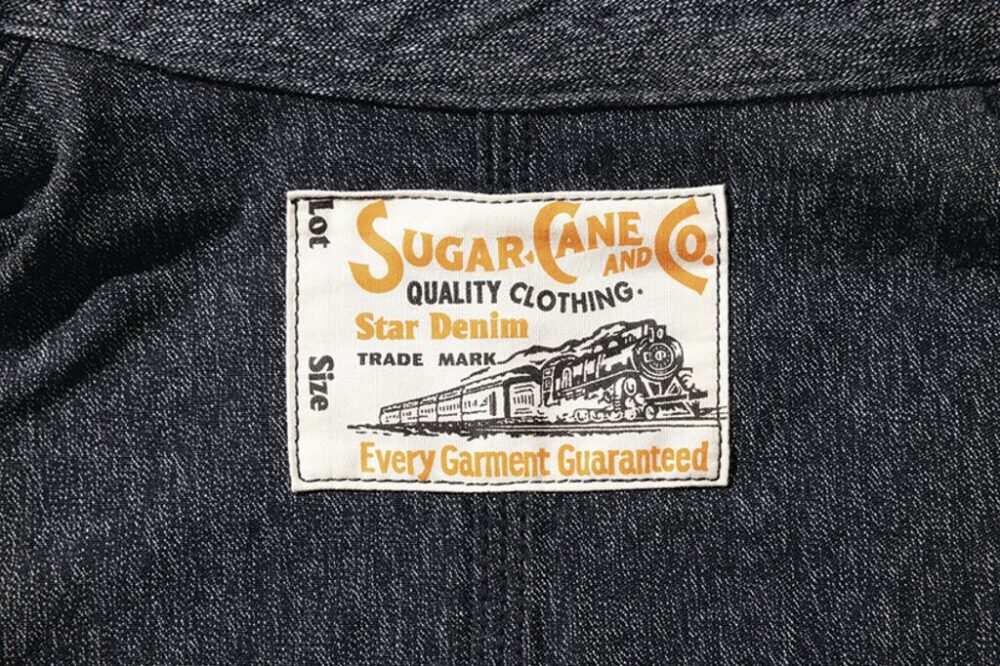 Lot
Size
SUGAR CANE AND CO.
QUALITY CLOTHING.
Star Denim
TRADE MARK
Every Garment Guaranteed